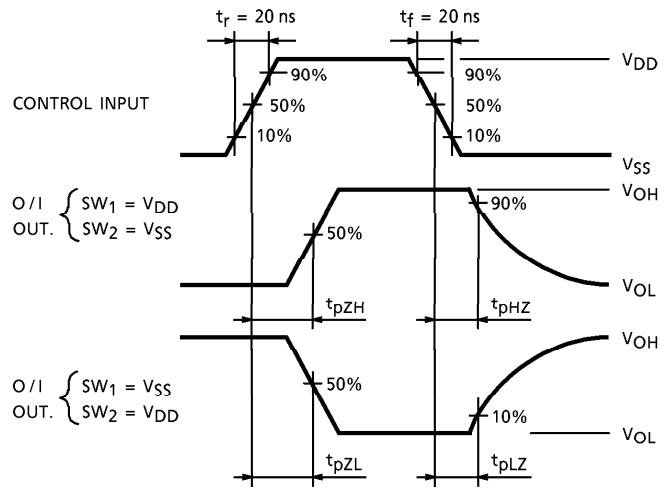 tr = 20 ns
tf = 20 ns
VDD
90%
90%
CONTROL INPUT
50%
50%
10%
10%
VSS
VOH
O / I
OUT.
SW1 = VDD
SW2 = VSS
90%
50%
VOL
tpZH
tpHZ
VOH
O / I
OUT.
SW1 = VSS
SW2 = VDD
50%
10%
VOL
tpZL
tpLZ